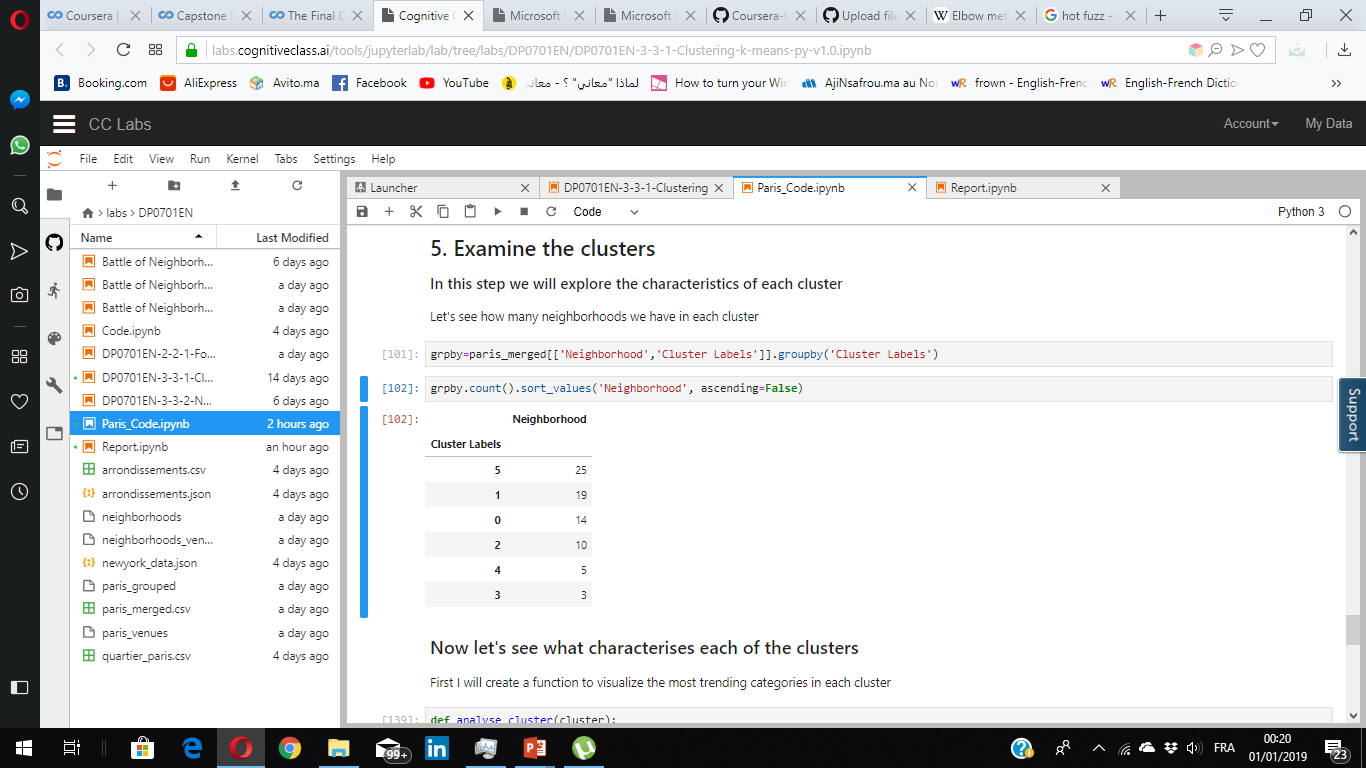 Coursera |
Capstone P
The Final D
Cognitive C
Microsoft V
Microsoft V
Coursera-C
Upload file
Elbow met
hot fuzz -
labs.cognitiveclass.ai/tools/jupyterlab/lab/tree/labs/DP0701EN/DP0701EN-3-3-1-Clustering-k-means-py-v1.0.ipynb
Booking.com
AliExpress
Avito.ma
Facebook
YouTube
لماذا "معاني" ؟ - معان
How to turn your Win
AjiNsafrou.ma au No
frown - English-Frenc
English-French Dictio
CC Labs
Account
My Data
File Edit View Run Kernel Tabs Settings Help
Launcher
DP0701EN-3-3-1-Clustering
Paris_Code.ipynb
Report.ipynb
labs > DP0701EN
Code
Python 3
Name Last Modified
Battle of Neighborh... 6 days ago
Battle of Neighborh... a day ago
Battle of Neighborh... a day ago
Code.ipynb 4 days ago
DP0701EN-2-2-1-Fo... a day ago
DP0701EN-3-3-1-Cl... 14 days ago
DP0701EN-3-3-2-N... 6 days ago
Paris_Code.ipynb 2 hours ago
Report.ipynb an hour ago
arrondissements.csv 4 days ago
arrondissements.json 4 days ago
neighborhoods a day ago
neighborhoods_ven... a day ago
newyork_data.json 4 days ago
paris_grouped a day ago
paris_merged.csv a day ago
paris_venues a day ago
quartier_paris.csv 4 days ago
5. Examine the clusters
In this step we will explore the characteristics of each cluster
Let's see how many neighborhoods we have in each cluster
[101]: grpby=paris_merged[['Neighborhood','Cluster Labels']].groupby('Cluster Labels')
[102]: grpby.count().sort_values('Neighborhood', ascending=False)
[102]: Neighborhood
Cluster Labels
5 25
1 19
0 14
2 10
4 5
3 3
Now let's see what characterises each of the clusters
First I will create a function to visualize the most trending categories in each cluster
[139]: def analyse_cluster(cluster):
Support
99+
FRA
00:20
01/01/2019
23